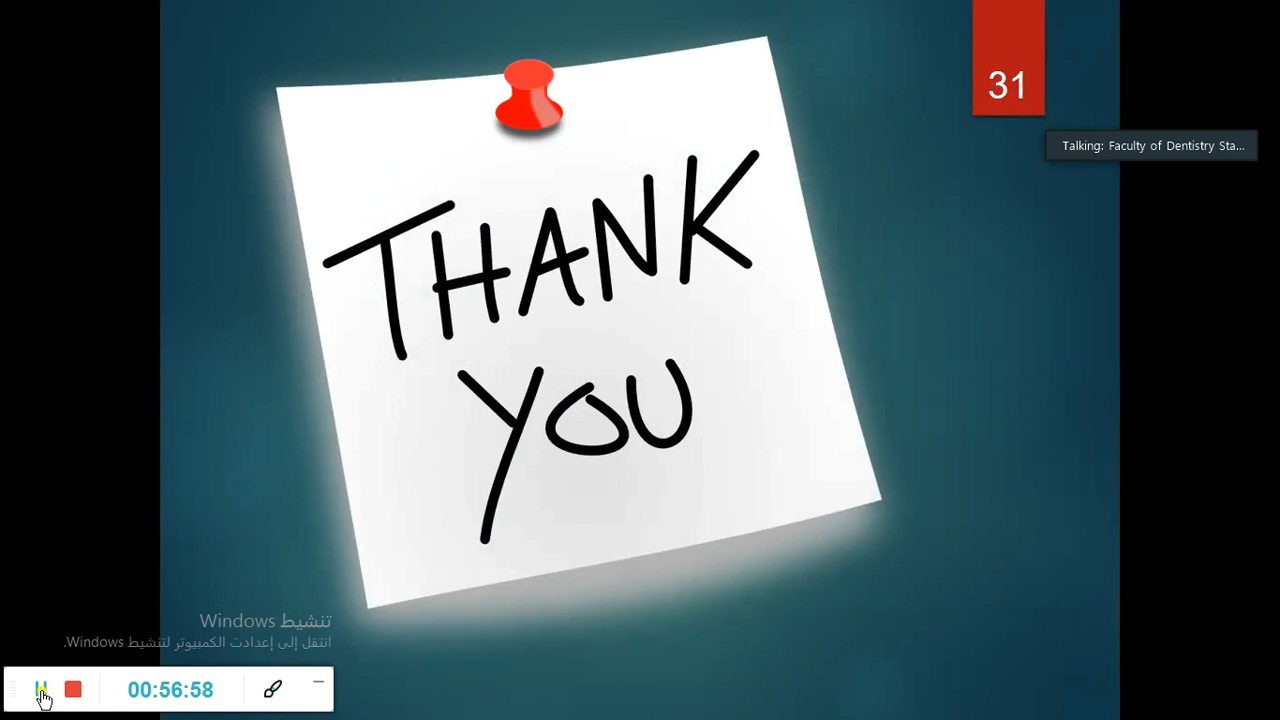 31
Talking: Faculty of Dentistry Sta...
THANK
YOU
تنشيط Windows
انتقل إلى إعدادت الكمبيوتر لتنشيط Windows.
00:56:58